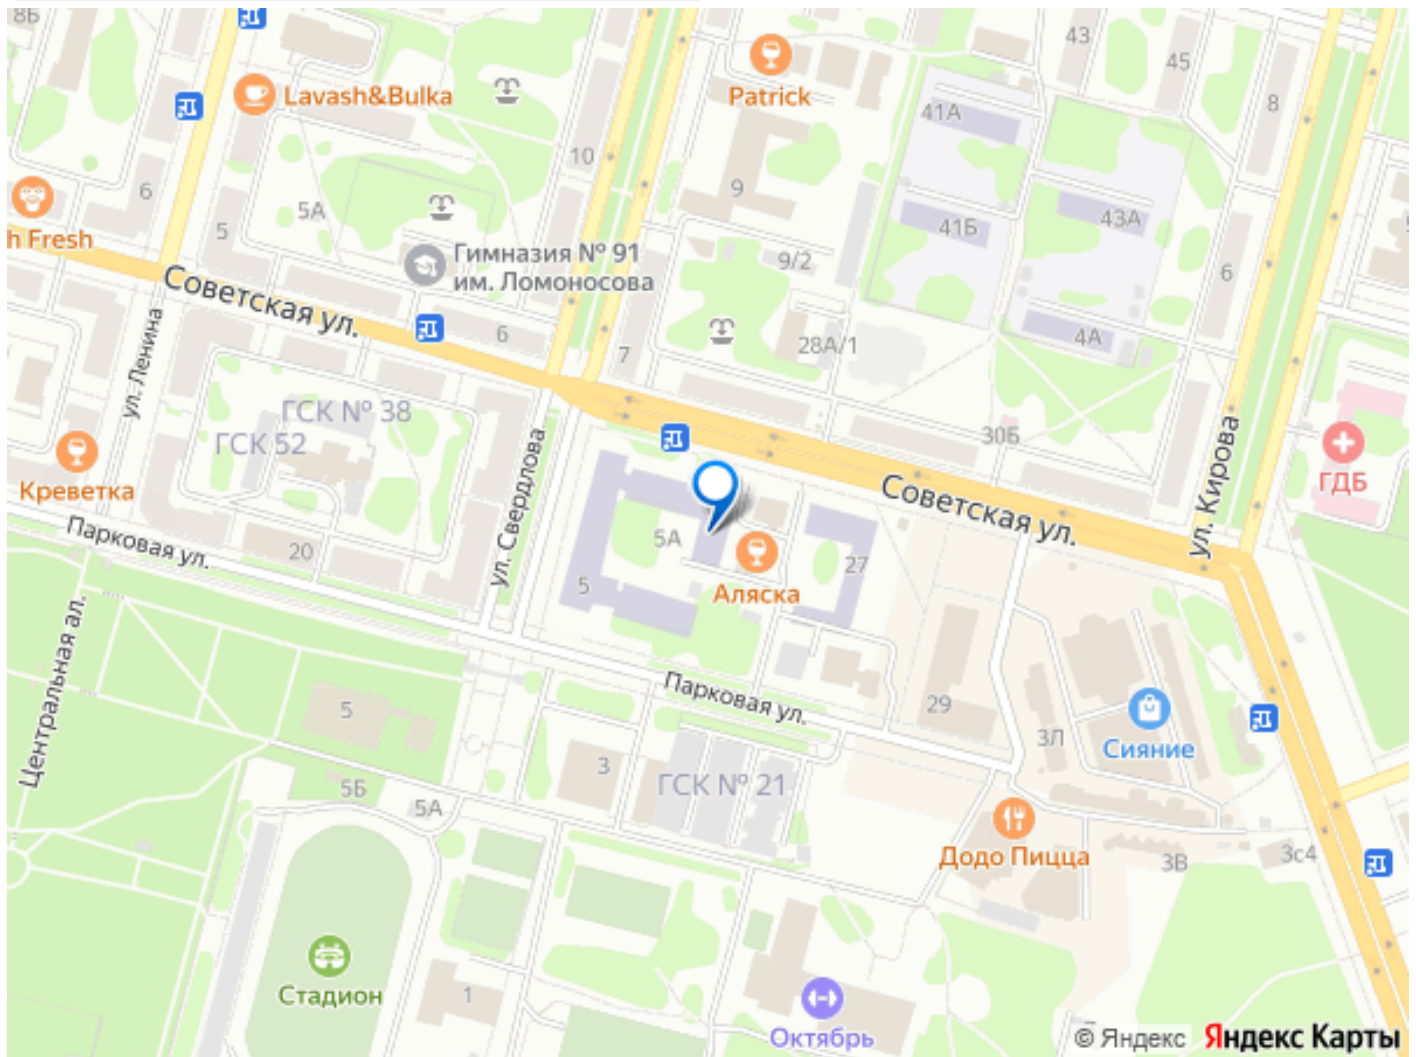 8Б
43
45
Lavash&Bulka
Patrick
41А
8
10
6
9
5А
5
h Fresh
41Б
43А
Гимназия № 91
им. Ломоносова
9/2
6
Советская ул.
6
7
28А/1
4А
ул. Ленина
ГСК № 38
ГСК 52
30Б
ул. Кирова
ГДБ
Креветка
Советская ул.
ул. Свердлова
Парковая ул.
20
5А
27
5
Аляска
Центральная ал.
Парковая ул.
5
29
3Л
Сияние
3
ГСК № 21
5Б
5А
Додо Пицца
3В
3с4
Стадион
1
Октябрь
© Яндекс Яндекс Карты